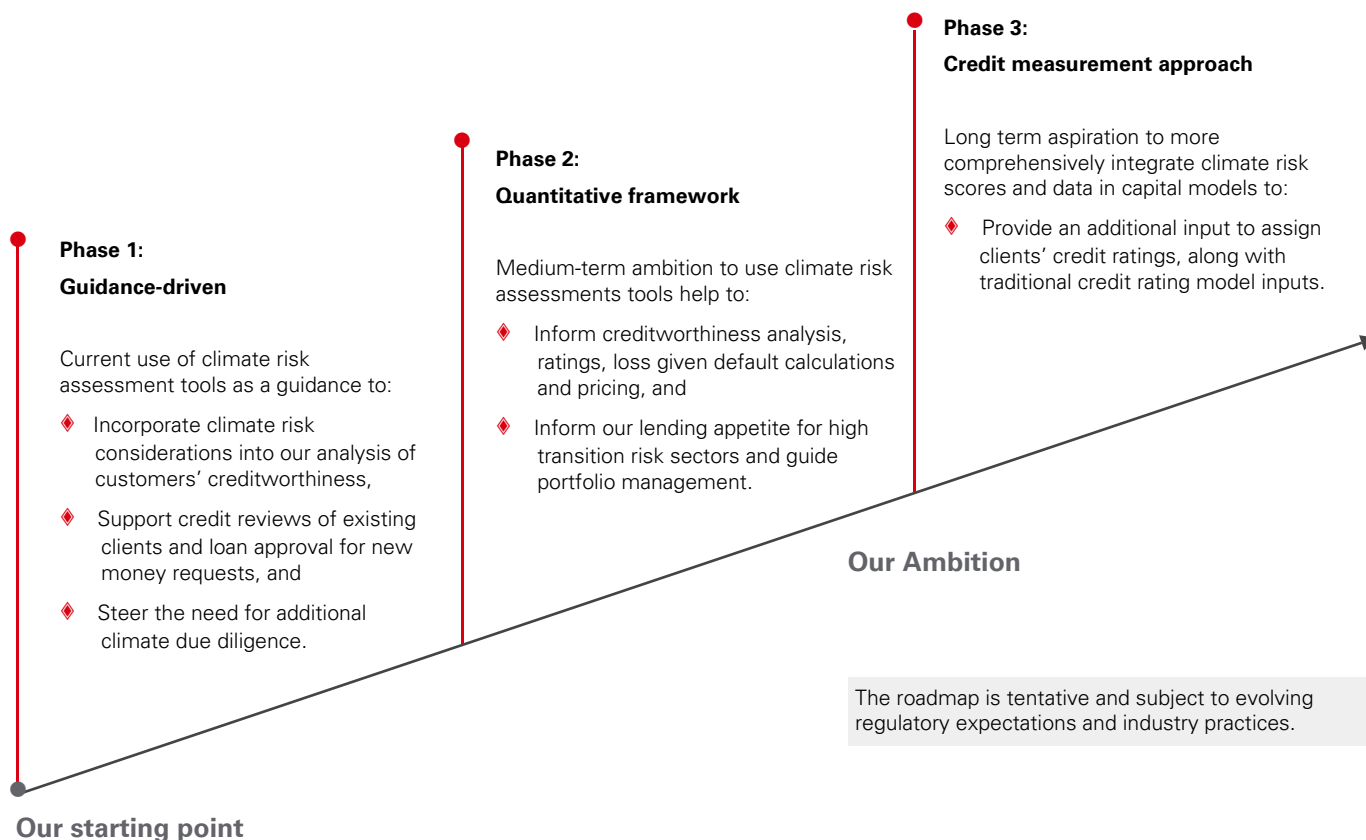 Phase 1:
Guidance-driven
Current use of climate risk
assessment tools as a guidance to:
Incorporate climate risk
considerations into our analysis of
customers’ creditworthiness,
Support credit reviews of existing
clients and loan approval for new
money requests, and
Steer the need for additional
climate due diligence.
Phase 2:
Quantitative framework
Medium-term ambition to use climate risk
assessments tools help to:
Inform creditworthiness analysis,
ratings, loss given default calculations
and pricing, and
Inform our lending appetite for high
transition risk sectors and guide
portfolio management.
Phase 3:
Credit measurement approach
Long term aspiration to more
comprehensively integrate climate risk
scores and data in capital models to:
Provide an additional input to assign
clients’ credit ratings, along with
traditional credit rating model inputs.
Our Ambition
The roadmap is tentative and subject to evolving
regulatory expectations and industry practices.
Our starting point